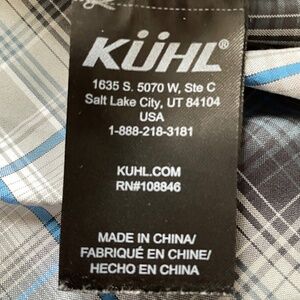 KÜHL®
1635 S. 5070 W, Ste C
Salt Lake City, UT 84104
USA
1-888-218-3181
KUHL.COM
RN#108846
MADE IN CHINA/
FABRIQUÉ EN CHINE/
HECHO EN CHINA